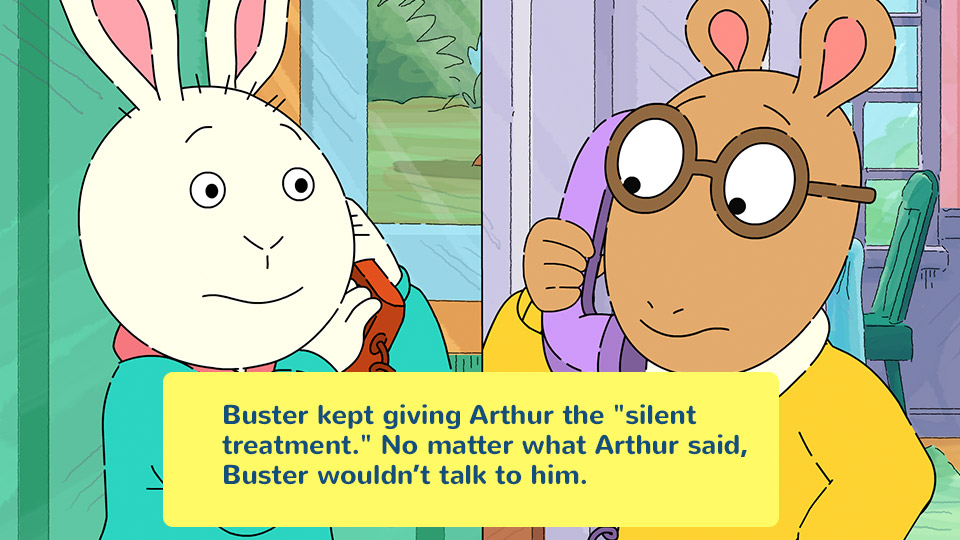 Buster kept giving Arthur the "silent
treatment." No matter what Arthur said,
Buster wouldn’t talk to him.